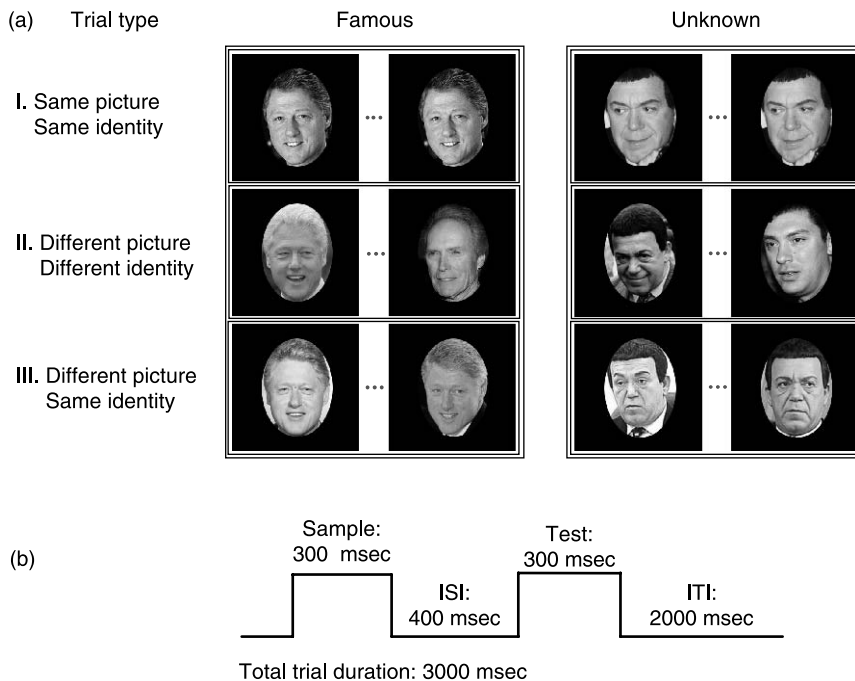 (a) Trial type Famous Unknown
I. Same picture
Same identity
II. Different picture
Different identity
III. Different picture
Same identity
(b)
Sample:
300 msec
ISI:
400 msec
Test:
300 msec
ITI:
2000 msec
Total trial duration: 3000 msec